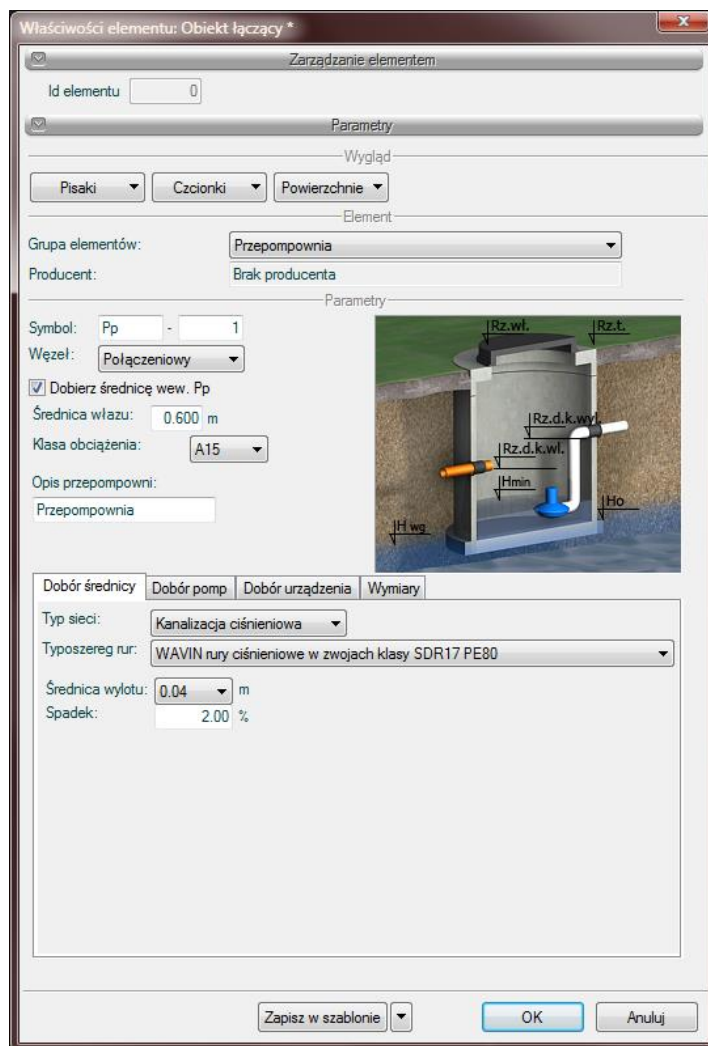 Właściwości elementu: Obiekt łączący *
Zarządzanie elementem
Id elementu 0
Parametry
Wygląd
Pisaki Czcionki Powierzchnie
Element
Grupa elementów: Przepompownia
Producent: Brak producenta
Parametry
Symbol: Pp - 1
Węzeł: Połączeniowy
Dobierz średnicę wew. Pp
Średnica włazu: 0.600 m
Klasa obciążenia: A15
Opis przepompowni:
Przepompownia
Rz.wł. Rz.t.
Rz.d.k.wyl.
Rz.d.k.wl.
Hmin
Ho
H wg
Dobór średnicy Dobór pomp Dobór urządzenia Wymiary
Typ sieci: Kanalizacja ciśnieniowa
Typoszereg rur: WAVIN rury ciśnieniowe w zwojach klasy SDR17 PE80
Średnica wylotu: 0.04 m
Spadek: 2.00 %
Zapisz w szablonie OK Anuluj